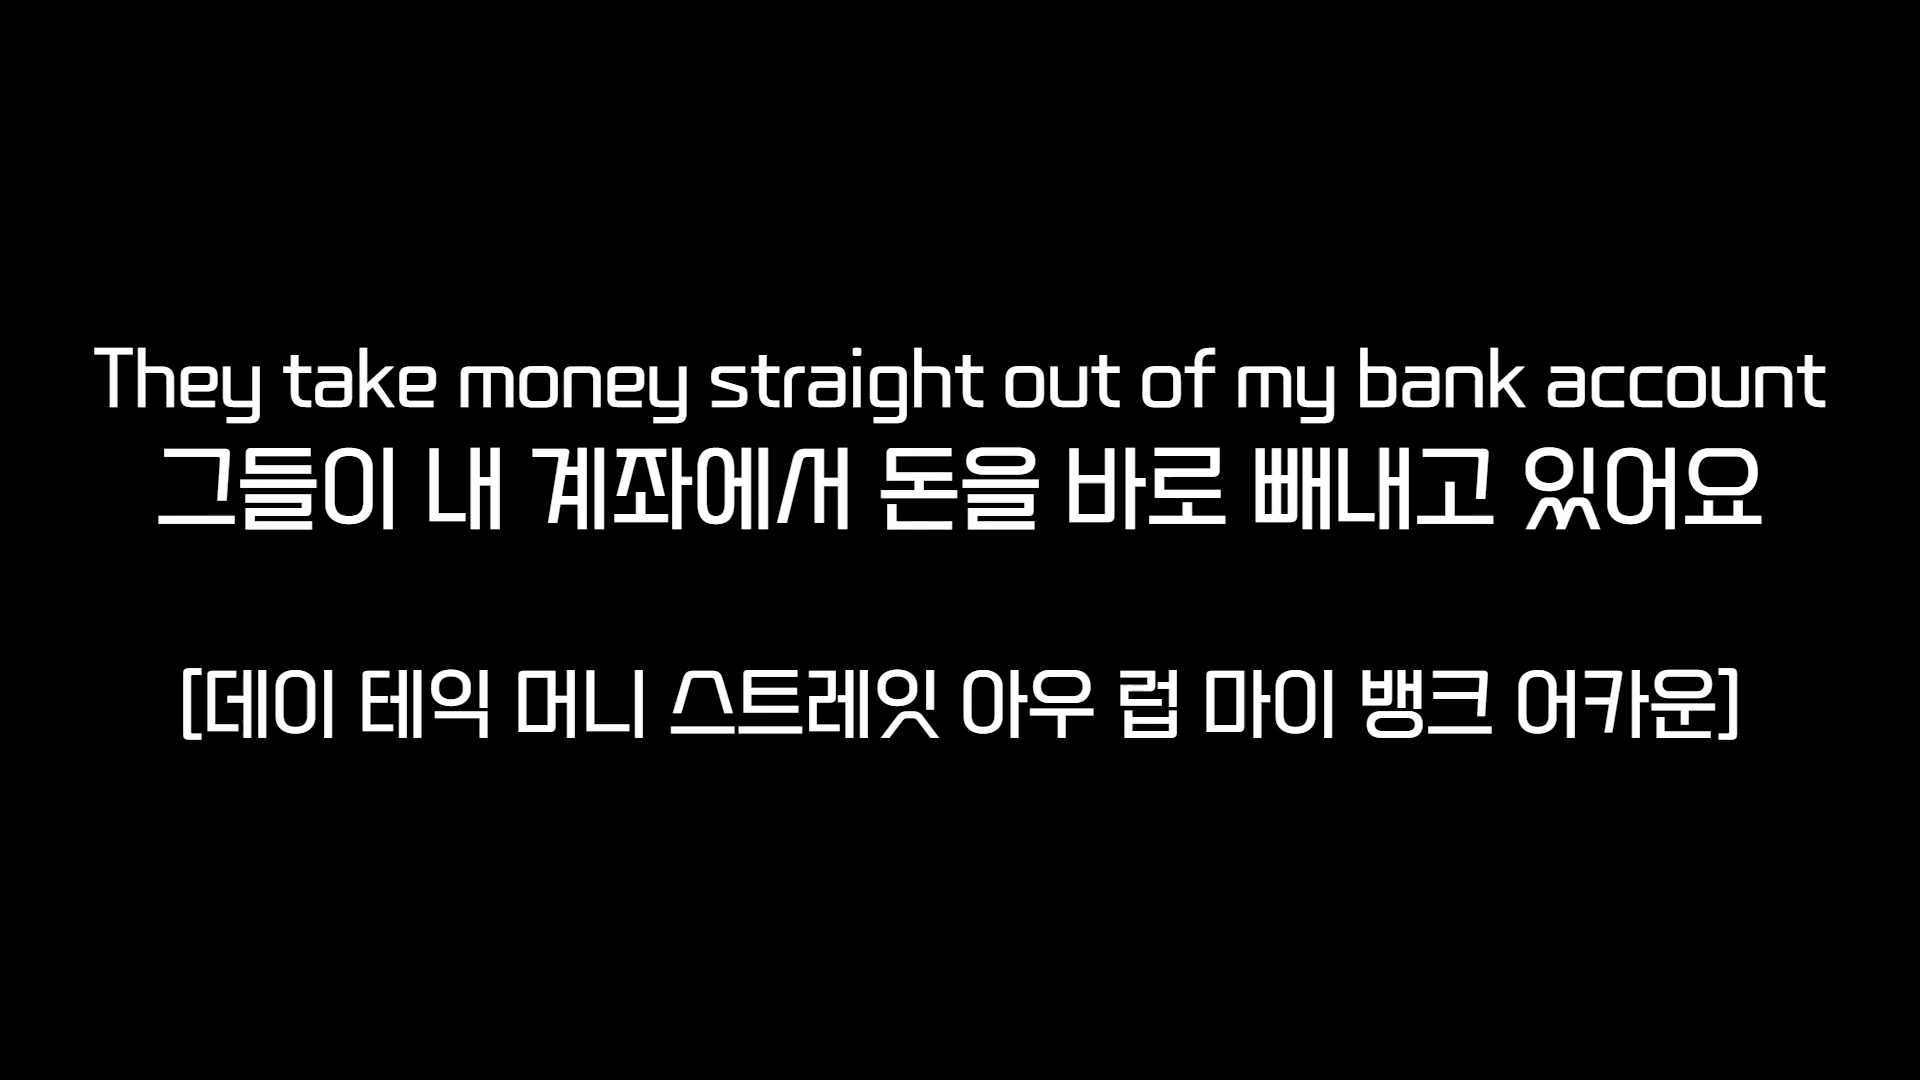 They take money straight out of my bank account
그들이 내 계좌에서 돈을 바로 빼내고 있어요
[데이 테익 머니 스트레잇 아우 럽 마이 뱅크 어카운]